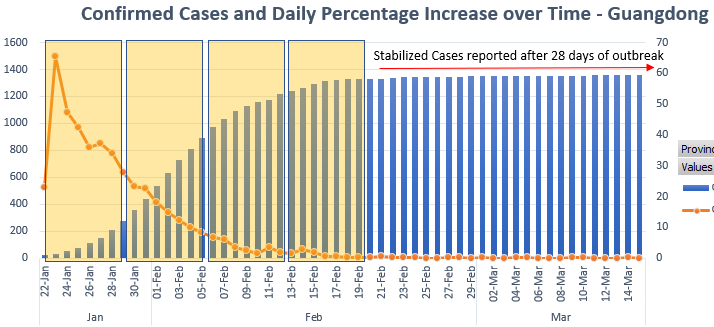 Confirmed Cases and Daily Percentage Increase over Time - Guangdong
Stabilized Cases reported after 28 days of outbreak
1600
1400
1200
1000
800
600
400
200
0
70
60
50
40
30
20
10
0
22-Jan
24-Jan
26-Jan
28-Jan
30-Jan
01-Feb
03-Feb
05-Feb
07-Feb
09-Feb
11-Feb
13-Feb
15-Feb
17-Feb
19-Feb
21-Feb
23-Feb
25-Feb
27-Feb
29-Feb
02-Mar
04-Mar
06-Mar
08-Mar
10-Mar
12-Mar
14-Mar
Jan
Feb
Mar
Provinc
Values